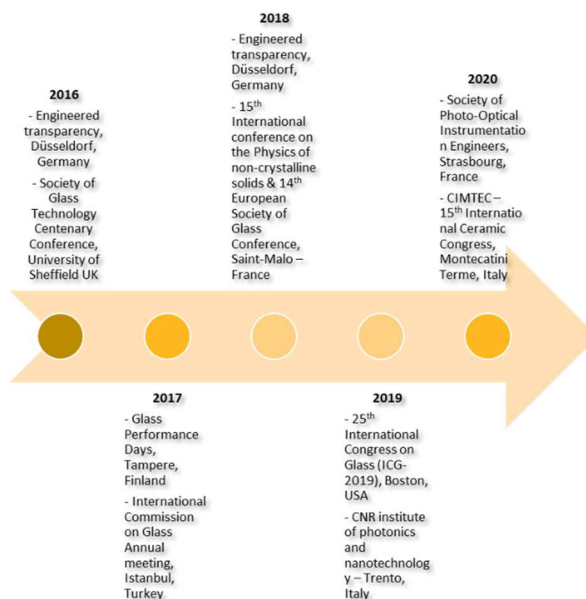 2016
- Engineered
transparency,
Düsseldorf,
Germany
- Society of
Glass
Technology
Centenary
Conference,
University of
Sheffield UK
2017
- Glass
Performance
Days,
Tampere,
Finland
- International
Commission
on Glass
Annual
meeting,
Istanbul,
Turkey
2018
- Engineered
transparency,
Düsseldorf,
Germany
- 15th
International
conference on
the Physics of
non-crystalline
solids & 14th
European
Society of
Glass
Conference,
Saint-Malo –
France
2019
- 25th
International
Congress on
Glass (ICG-
2019), Boston,
USA
- CNR institute
of photonics
and
nanotechnolog
y – Trento,
Italy
2020
- Society of
Photo-Optical
Instrumentatio
n Engineers,
Strasbourg,
France
- CIMTEC –
15th Internatio
nal Ceramic
Congress,
Montecatini
Terme, Italy